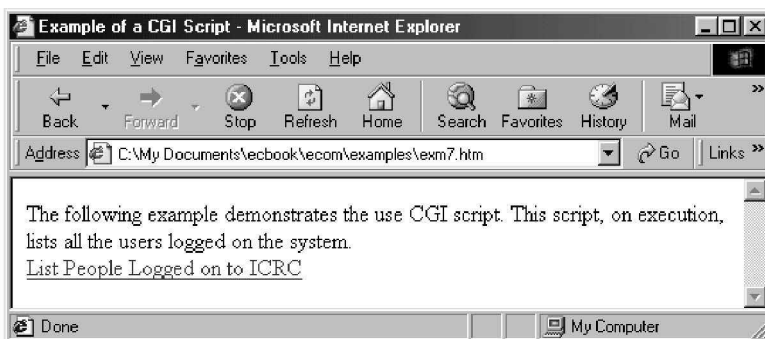 Example of a CGI Script - Microsoft Internet Explorer
File Edit View Favorites Tools Help
Back Forward Stop Refresh Home Search Favorites History Mail »
Address C:\My Documents\ecbook\ecom\examples\exm7.htm Go Links »
The following example demonstrates the use CGI script. This script, on execution,
lists all the users logged on the system.
List People Logged on to ICRC
Done My Computer